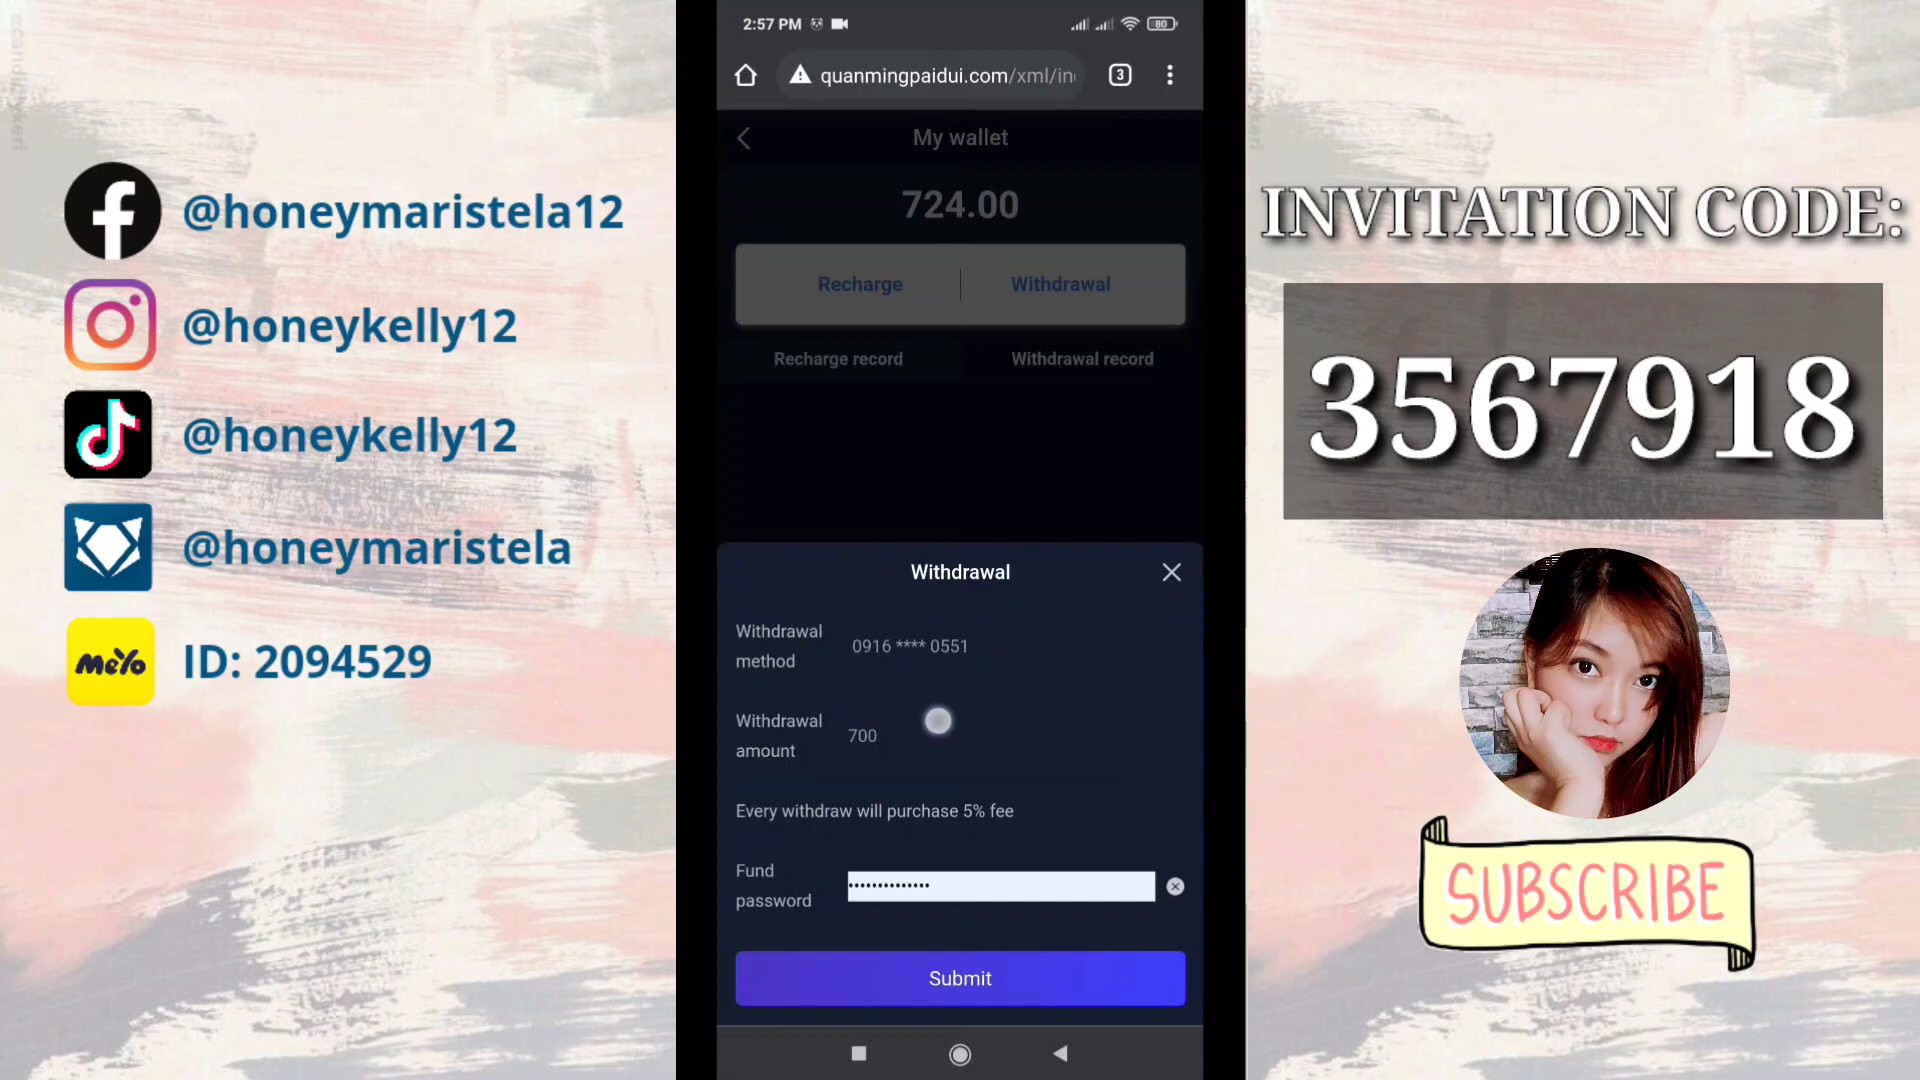 @honeymaristela12
@honeykelly12
@honeykelly12
@honeymaristela
MeYo
ID: 2094529
2:57 PM
80
quanmingpaidui.com/xml/in
3
My wallet
724.00
Recharge
Withdrawal
Recharge record
Withdrawal record
Withdrawal
Withdrawal
method
0916 **** 0551
Withdrawal
amount
700
Every withdraw will purchase 5% fee
Fund
password
••••••••••••••
Submit
INVITATION CODE:
3567918
SUBSCRIBE